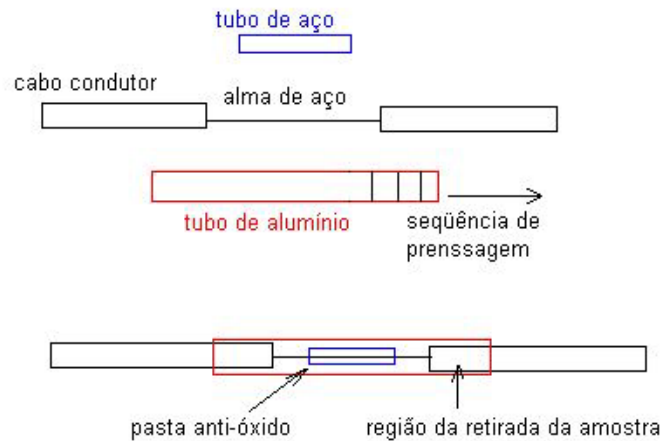 tubo de aço
cabo condutor
alma de aço
tubo de alumínio
seqüência de
prenssagem
pasta anti-óxido
região da retirada da amostra